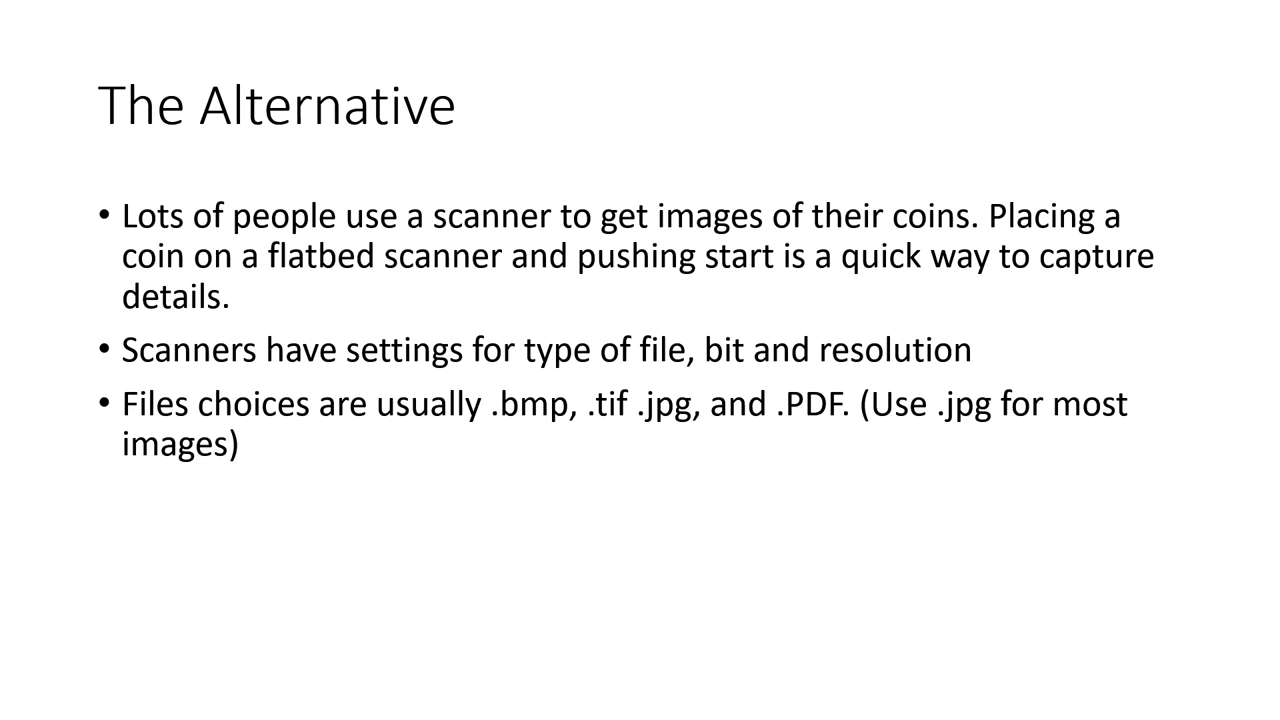 The Alternative
• Lots of people use a scanner to get images of their coins. Placing a
coin on a flatbed scanner and pushing start is a quick way to capture
details.
• Scanners have settings for type of file, bit and resolution
• Files choices are usually .bmp, .tif .jpg, and .PDF. (Use .jpg for most
images)